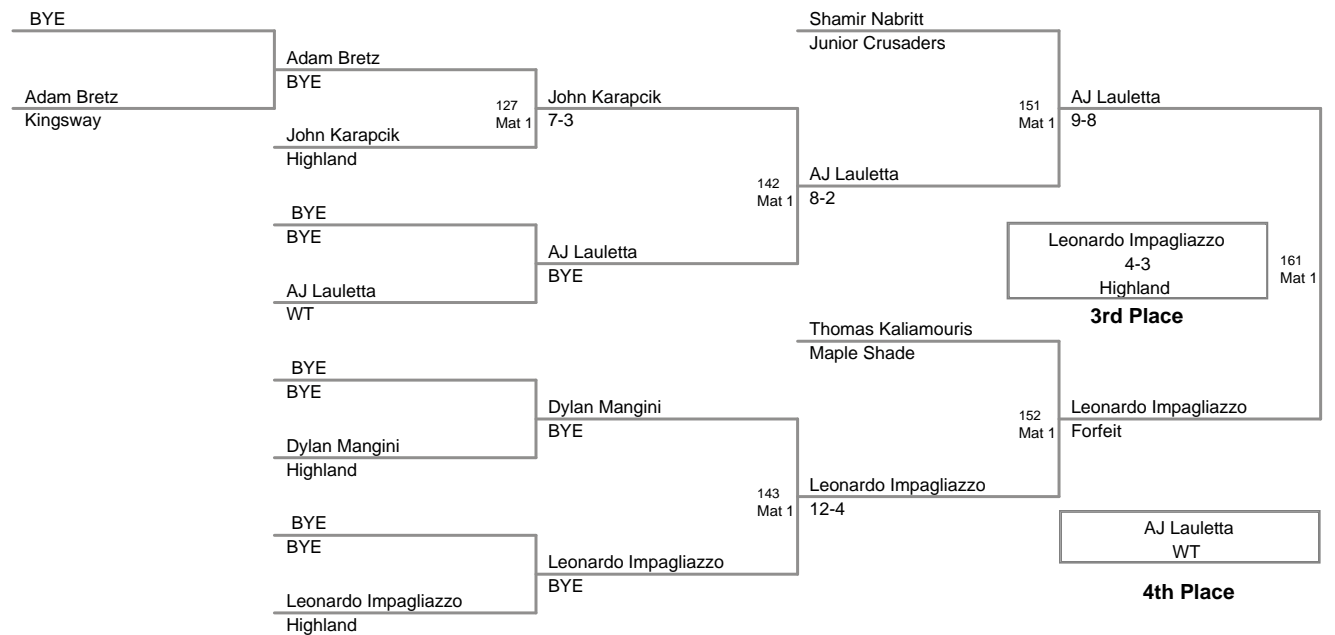 BYE
Adam Bretz
Kingsway
Adam Bretz
BYE
John Karapcik
Highland
127
Mat 1
John Karapcik
7-3
BYE
BYE
AJ Lauletta
WT
AJ Lauletta
BYE
142
Mat 1
AJ Lauletta
8-2
Shamir Nabritt
Junior Crusaders
151
Mat 1
AJ Lauletta
9-8
BYE
BYE
Dylan Mangini
Highland
Dylan Mangini
BYE
BYE
BYE
Leonardo Impagliazzo
Highland
Leonardo Impagliazzo
BYE
143
Mat 1
Leonardo Impagliazzo
12-4
Thomas Kaliamouris
Maple Shade
152
Mat 1
Leonardo Impagliazzo
Forfeit
161
Mat 1
Leonardo Impagliazzo
4-3
Highland
3rd Place
AJ Lauletta
WT
4th Place